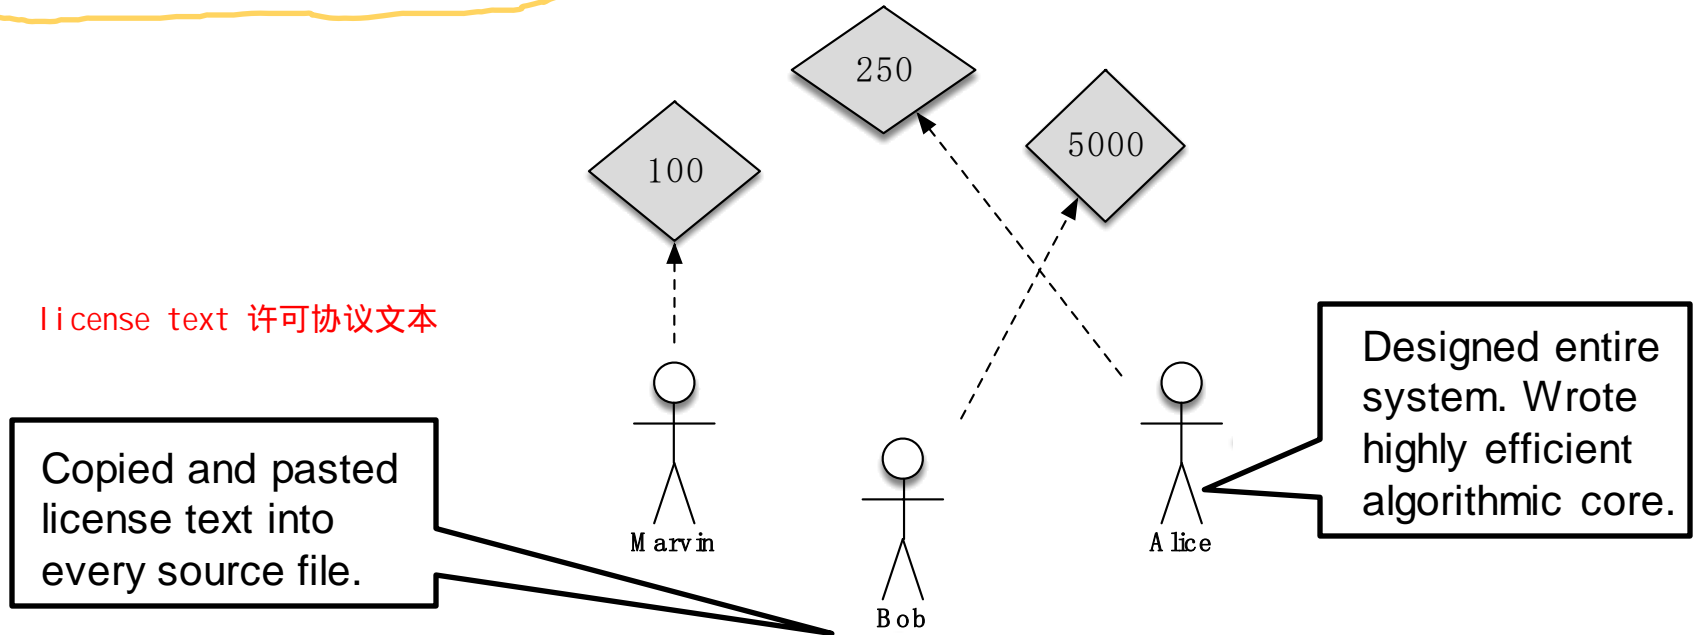 250
5000
100
license text 许可协议文本
Designed entire
system. Wrote
highly efficient
algorithmic core.
Copied and pasted
license text into
every source file.
Marvin
Alice
Bob